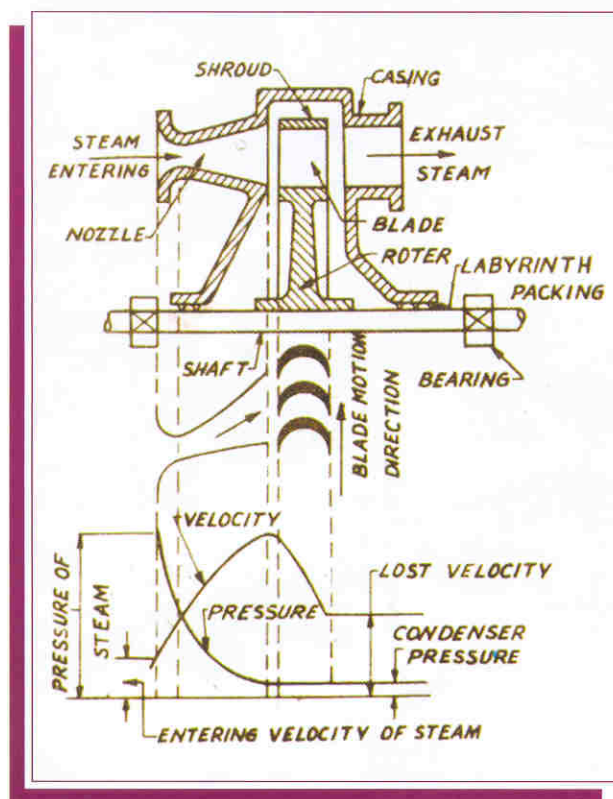 SHROUD
CASING
STEAM
ENTERING
EXHAUST
STEAM
NOZZLE
BLADE
ROTER
LABYRINTH
PACKING
SHAFT
BEARING
BLADE MOTION
DIRECTION
VELOCITY
LOST VELOCITY
PRESSURE OF
STEAM
PRESSURE
CONDENSER
PRESSURE
ENTERING VELOCITY OF STEAM